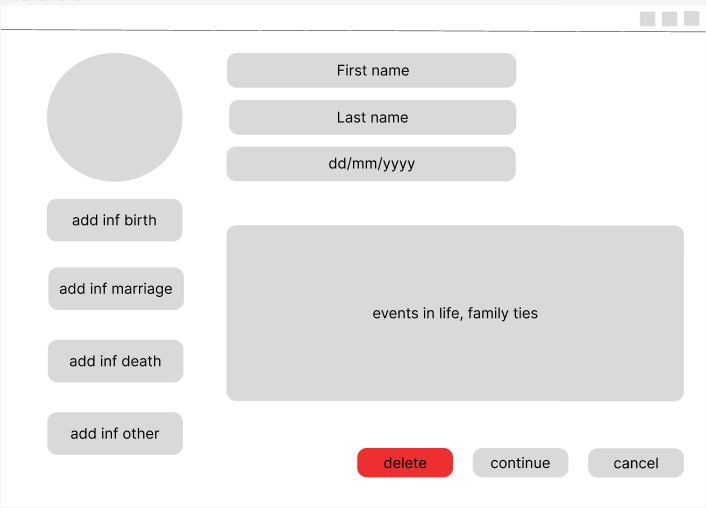 First name
Last name
dd/mm/yyyy
add inf birth
add inf marriage
events in life, family ties
add inf death
add inf other
delete
continue
cancel